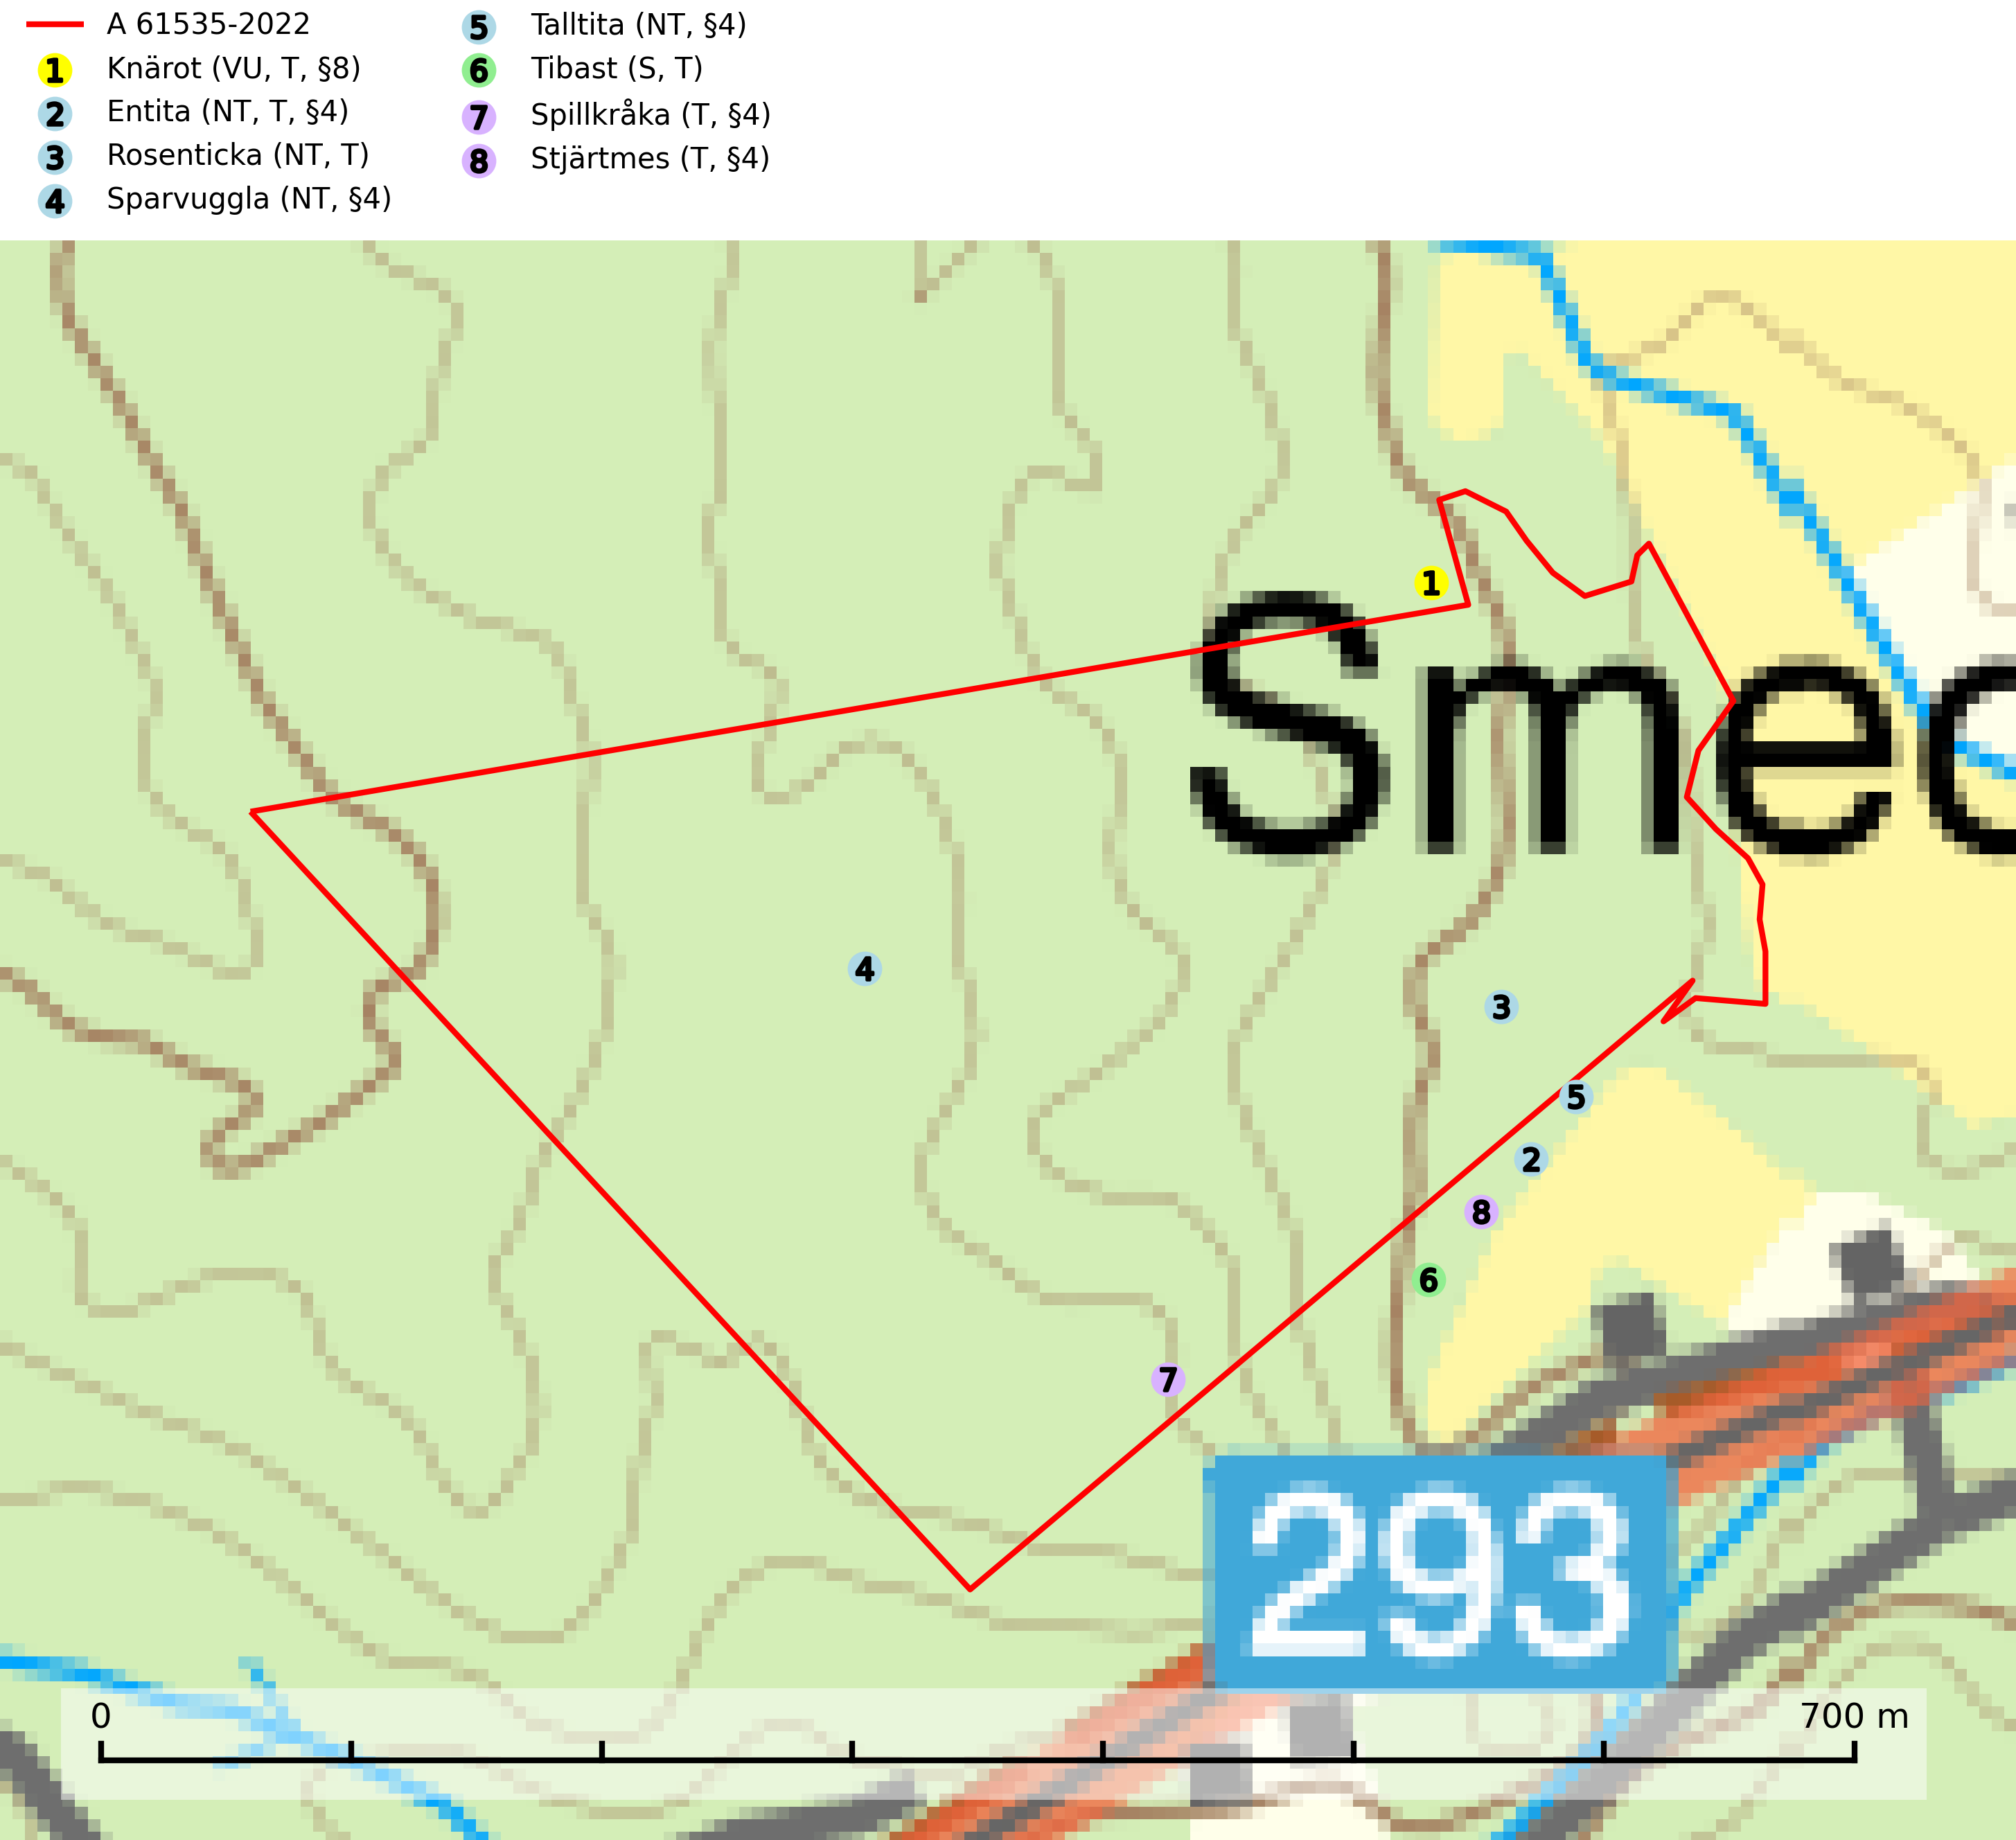 A 61535-2022
1 Knärot (VU, T, §8)
2 Entita (NT, T, §4)
3 Rosenticka (NT, T)
4 Sparvuggla (NT, §4)
5 Talltita (NT, §4)
6 Tibast (S, T)
7 Spillkråka (T, §4)
8 Stjärtmes (T, §4)
1
Sme
4
3
5
2
8
6
7
293
0 700 m